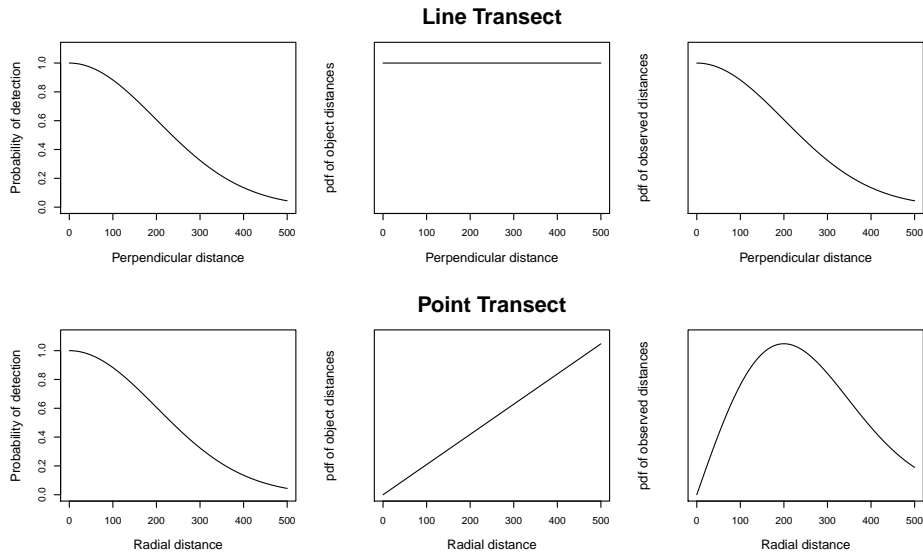 Line Transect
Probability of detection
0.0 0.2 0.4 0.6 0.8 1.0
0 100 200 300 400 500
Perpendicular distance
pdf of object distances
0 100 200 300 400 500
Perpendicular distance
pdf of observed distances
0 100 200 300 400 500
Perpendicular distance
Point Transect
Probability of detection
0.0 0.2 0.4 0.6 0.8 1.0
0 100 200 300 400 500
Radial distance
pdf of object distances
0 100 200 300 400 500
Radial distance
pdf of observed distances
0 100 200 300 400 500
Radial distance